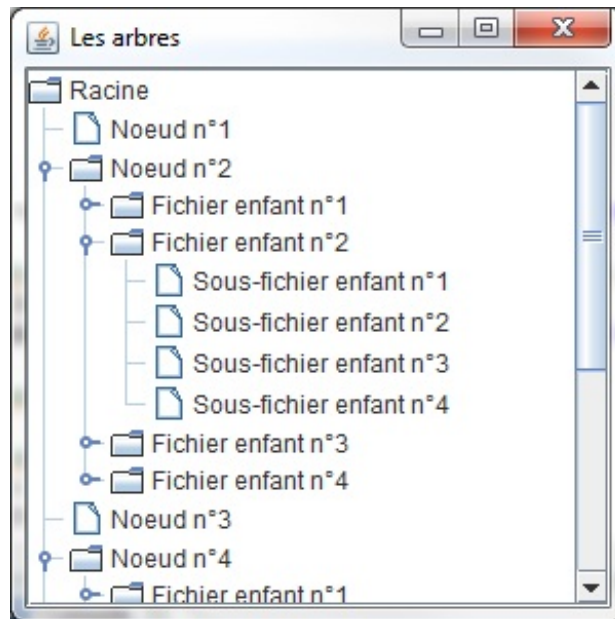 Les arbres
Racine
Noeud n°1
Noeud n°2
Fichier enfant n°1
Fichier enfant n°2
Sous-fichier enfant n°1
Sous-fichier enfant n°2
Sous-fichier enfant n°3
Sous-fichier enfant n°4
Fichier enfant n°3
Fichier enfant n°4
Noeud n°3
Noeud n°4
Fichier enfant n°1